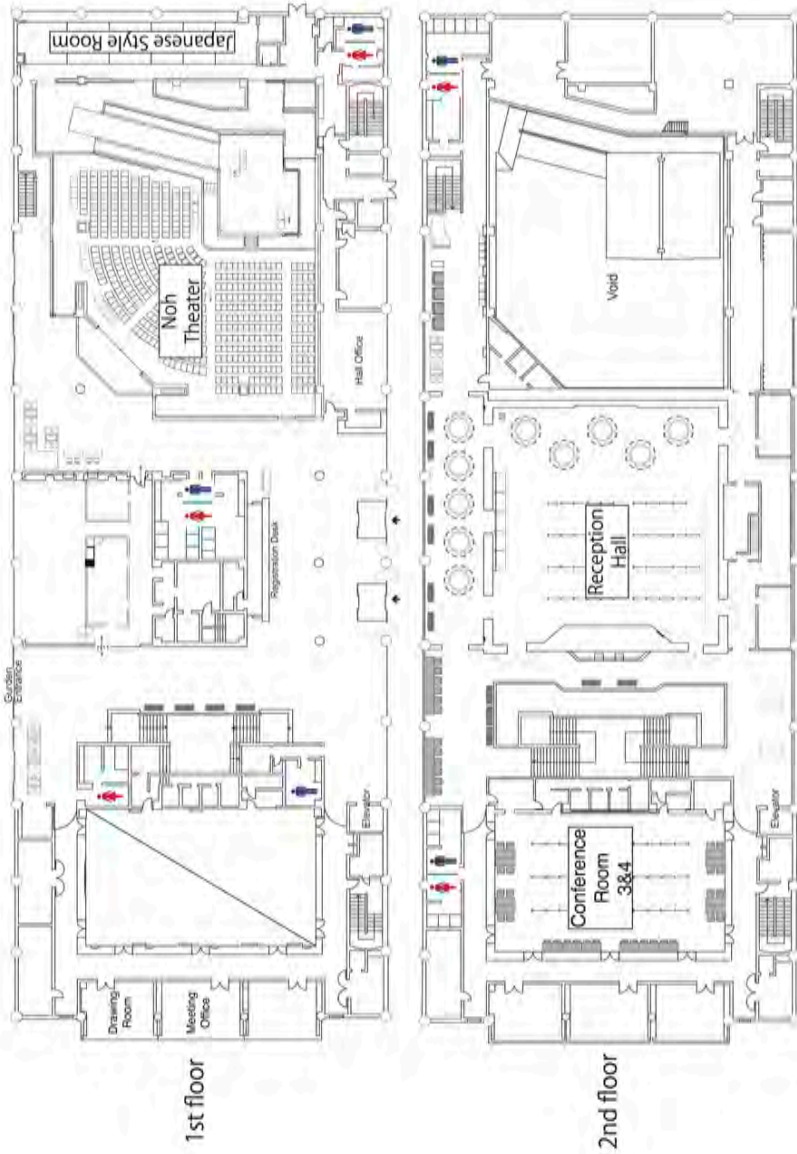 Japanese Style Room
Noh
Theater
Hall Office
Registration Desk
Garden
Entrance
Elevator
Drawing
Room
Meeting
Office
1st floor
Void
Reception
Hall
Conference
Room
3&4
Elevator
2nd floor